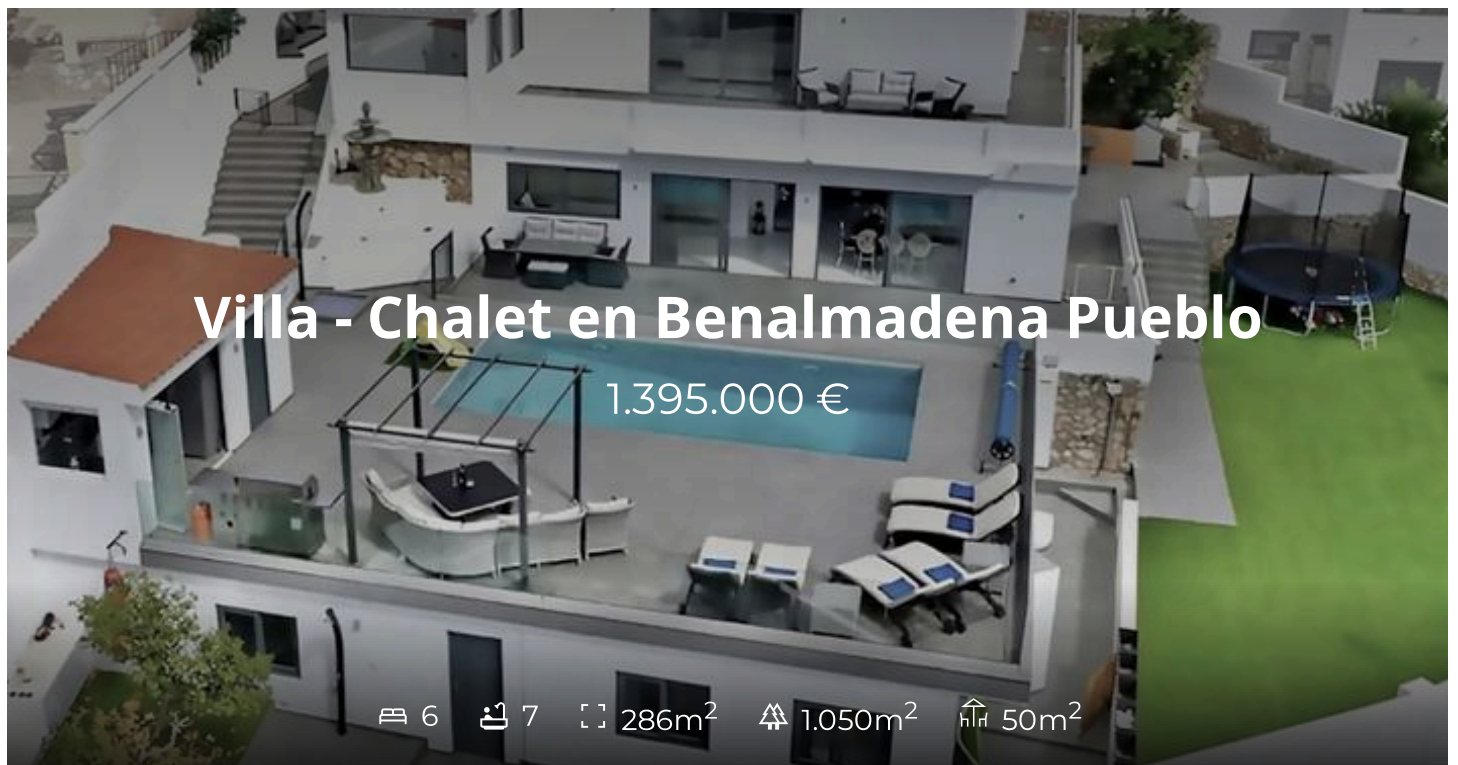 Villa - Chalet en Benalmadena Pueblo
1.395.000 €
6 7 286m² 1.050m² 50m²